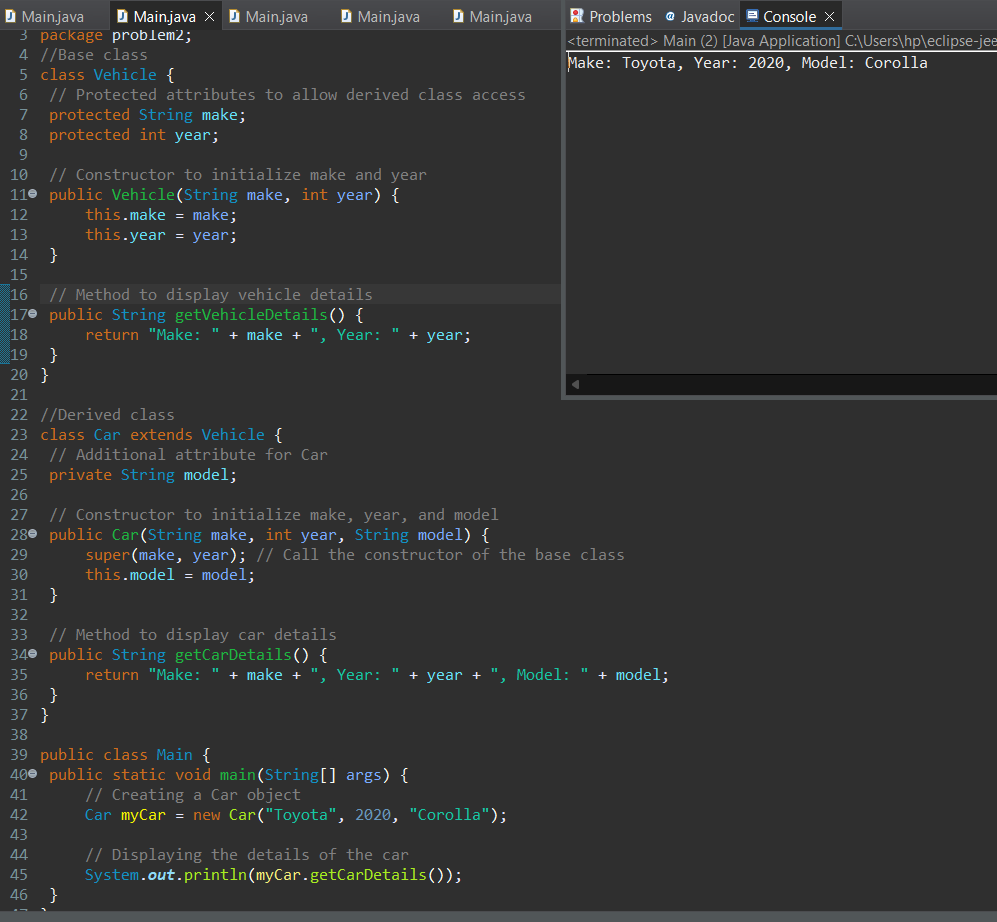 Main.java Main.java Main.java Main.java Main.java
3 package problem2;
4 //Base class
5 class Vehicle {
6 // Protected attributes to allow derived class access
7 protected String make;
8 protected int year;
9
10 // Constructor to initialize make and year
11 public Vehicle(String make, int year) {
12 this.make = make;
13 this.year = year;
14 }
15
16 // Method to display vehicle details
17 public String getVehicleDetails() {
18 return "Make: " + make + ", Year: " + year;
19 }
20 }
21
22 //Derived class
23 class Car extends Vehicle {
24 // Additional attribute for Car
25 private String model;
26
27 // Constructor to initialize make, year, and model
28 public Car(String make, int year, String model) {
29 super(make, year); // Call the constructor of the base class
30 this.model = model;
31 }
32
33 // Method to display car details
34 public String getCarDetails() {
35 return "Make: " + make + ", Year: " + year + ", Model: " + model;
36 }
37 }
38
39 public class Main {
40 public static void main(String[] args) {
41 // Creating a Car object
42 Car myCar = new Car("Toyota", 2020, "Corolla");
43
44 // Displaying the details of the car
45 System.out.println(myCar.getCarDetails());
46 }
Problems Javadoc Console
<terminated> Main (2) [Java Application] C:\Users\hp\eclipse-jee
Make: Toyota, Year: 2020, Model: Corolla